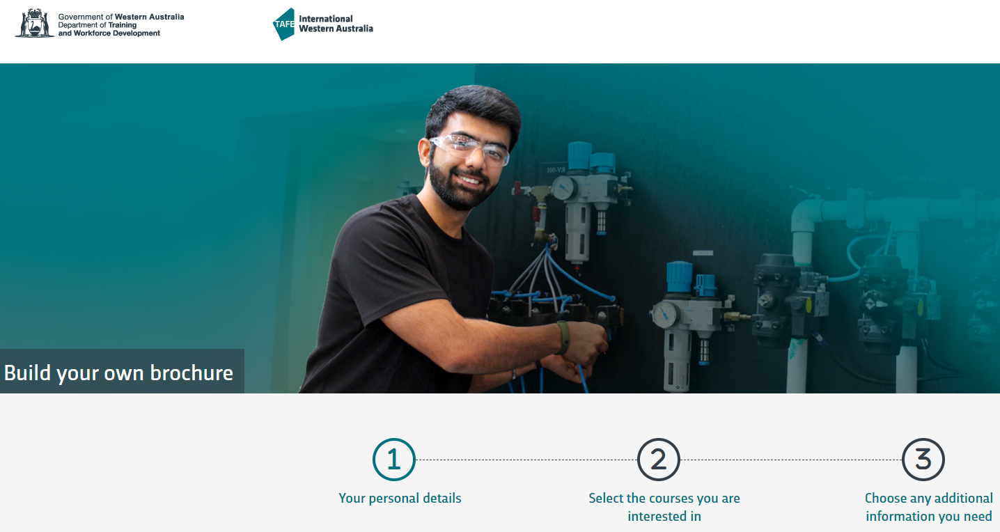 Government of Western Australia
Department of Training
and Workforce Development
TAFE
International
Western Australia
Build your own brochure
1
2
3
Your personal details
Select the courses you are
interested in
Choose any additional
information you need